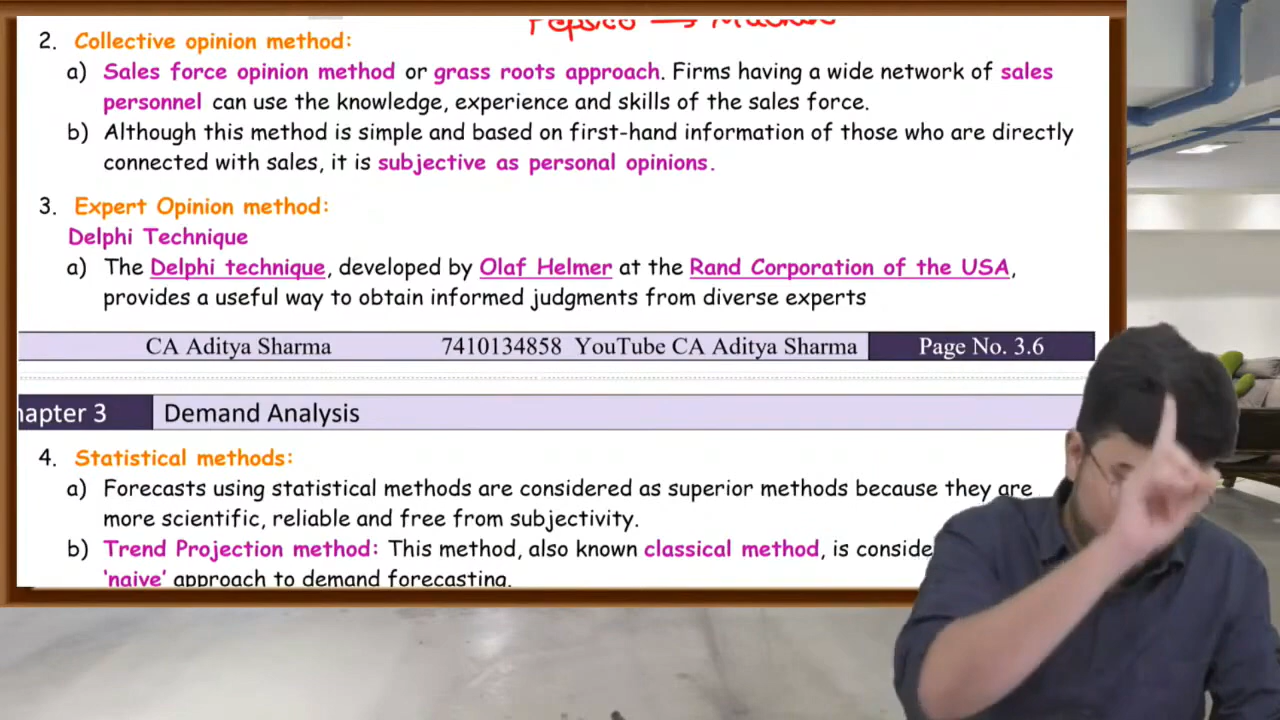 2. Collective opinion method:
a) Sales force opinion method or grass roots approach. Firms having a wide network of sales
personnel can use the knowledge, experience and skills of the sales force.
b) Although this method is simple and based on first-hand information of those who are directly
connected with sales, it is subjective as personal opinions.
3. Expert Opinion method:
Delphi Technique
a) The Delphi technique, developed by Olaf Helmer at the Rand Corporation of the USA,
provides a useful way to obtain informed judgments from diverse experts
CA Aditya Sharma 7410134858 YouTube CA Aditya Sharma Page No. 3.6
hapter 3 Demand Analysis
4. Statistical methods:
a) Forecasts using statistical methods are considered as superior methods because they are
more scientific, reliable and free from subjectivity.
b) Trend Projection method: This method, also known classical method, is conside
'naive' approach to demand forecasting.